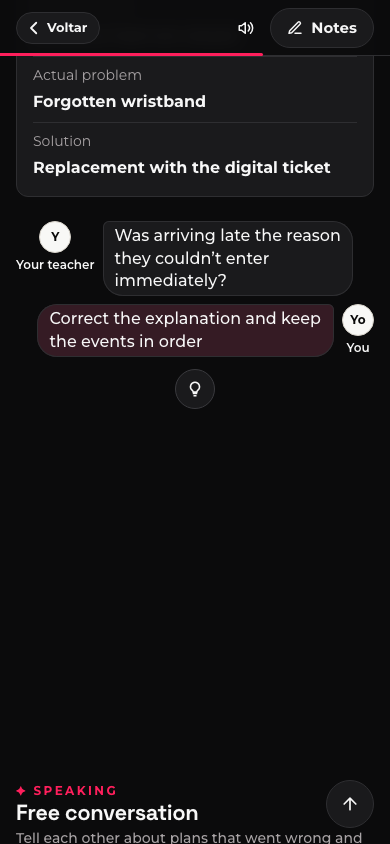 Voltar
Notes
Actual problem
Forgotten wristband
Solution
Replacement with the digital ticket
Y
Your teacher
Was arriving late the reason
they couldn’t enter
immediately?
Correct the explanation and keep
the events in order
Yo
You
SPEAKING
Free conversation
Tell each other about plans that went wrong and